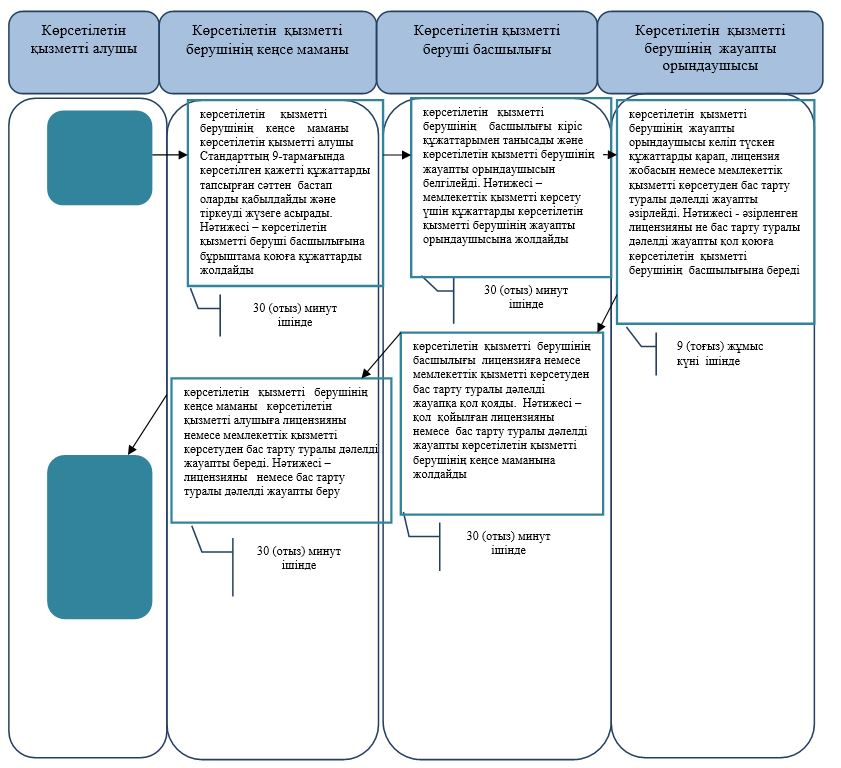 Көрсетілетін
қызметті алушы
Көрсетілетін қызметті
берушінің кеңсе маманы
Көрсетілетін қызметті
беруші басшылығы
Көрсетілетін қызметті
берушінің жауапты
орындаушысы
көрсетілетін қызметті
берушінің кеңсе маманы
көрсетілетін қызметті алушы
Стандарттың 9-тармағында
көрсетілген қажетті құжаттарды
тапсырған сәттен бастап
оларды қабылдайды және
тіркеуді жүзеге асырады.
Нәтижесі – көрсетілетін
қызметті беруші басшылығына
бұрыштама қоюға құжаттарды
жолдайды
30 (отыз) минут
ішінде
көрсетілетін қызметті
берушінің басшылығы кіріс
құжаттарымен танысады және
көрсетілетін қызметті берушінің
жауапты орындаушысын
белгілейді. Нәтижесі –
мемлекеттік қызметті көрсету
үшін құжаттарды көрсетілетін
қызметті берушінің жауапты
орындаушысына жолдайды
30 (отыз) минут
ішінде
көрсетілетін қызметті
берушінің жауапты
орындаушысы келіп түскен
құжаттарды қарап, лицензия
жобасын немесе мемлекеттік
қызметті көрсетуден бас тарту
туралы дәлелді жауапты
әзірлейді. Нәтижесі - әзірленген
лицензияны не бас тарту туралы
дәлелді жауапты қол қоюға
көрсетілетін қызметті
берушінің басшылығына береді
9 (тоғыз) жұмыс
күні ішінде
көрсетілетін қызметті берушінің
басшылығы лицензияға немесе
мемлекеттік қызметті көрсетуден
бас тарту туралы дәлелді
жауапқа қол қояды. Нәтижесі –
қол қойылған лицензияны
немесе бас тарту туралы дәлелді
жауапты көрсетілетін қызметті
берушінің кеңсе маманына
жолдайды
30 (отыз) минут
ішінде
көрсетілетін қызметті берушінің
кеңсе маманы көрсетілетін
қызметті алушыға лицензияны
немесе мемлекеттік қызметті
көрсетуден бас тарту туралы дәлелді
жауапты береді. Нәтижесі –
лицензияны немесе бас тарту
туралы дәлелді жауапты беру
30 (отыз) минут
ішінде